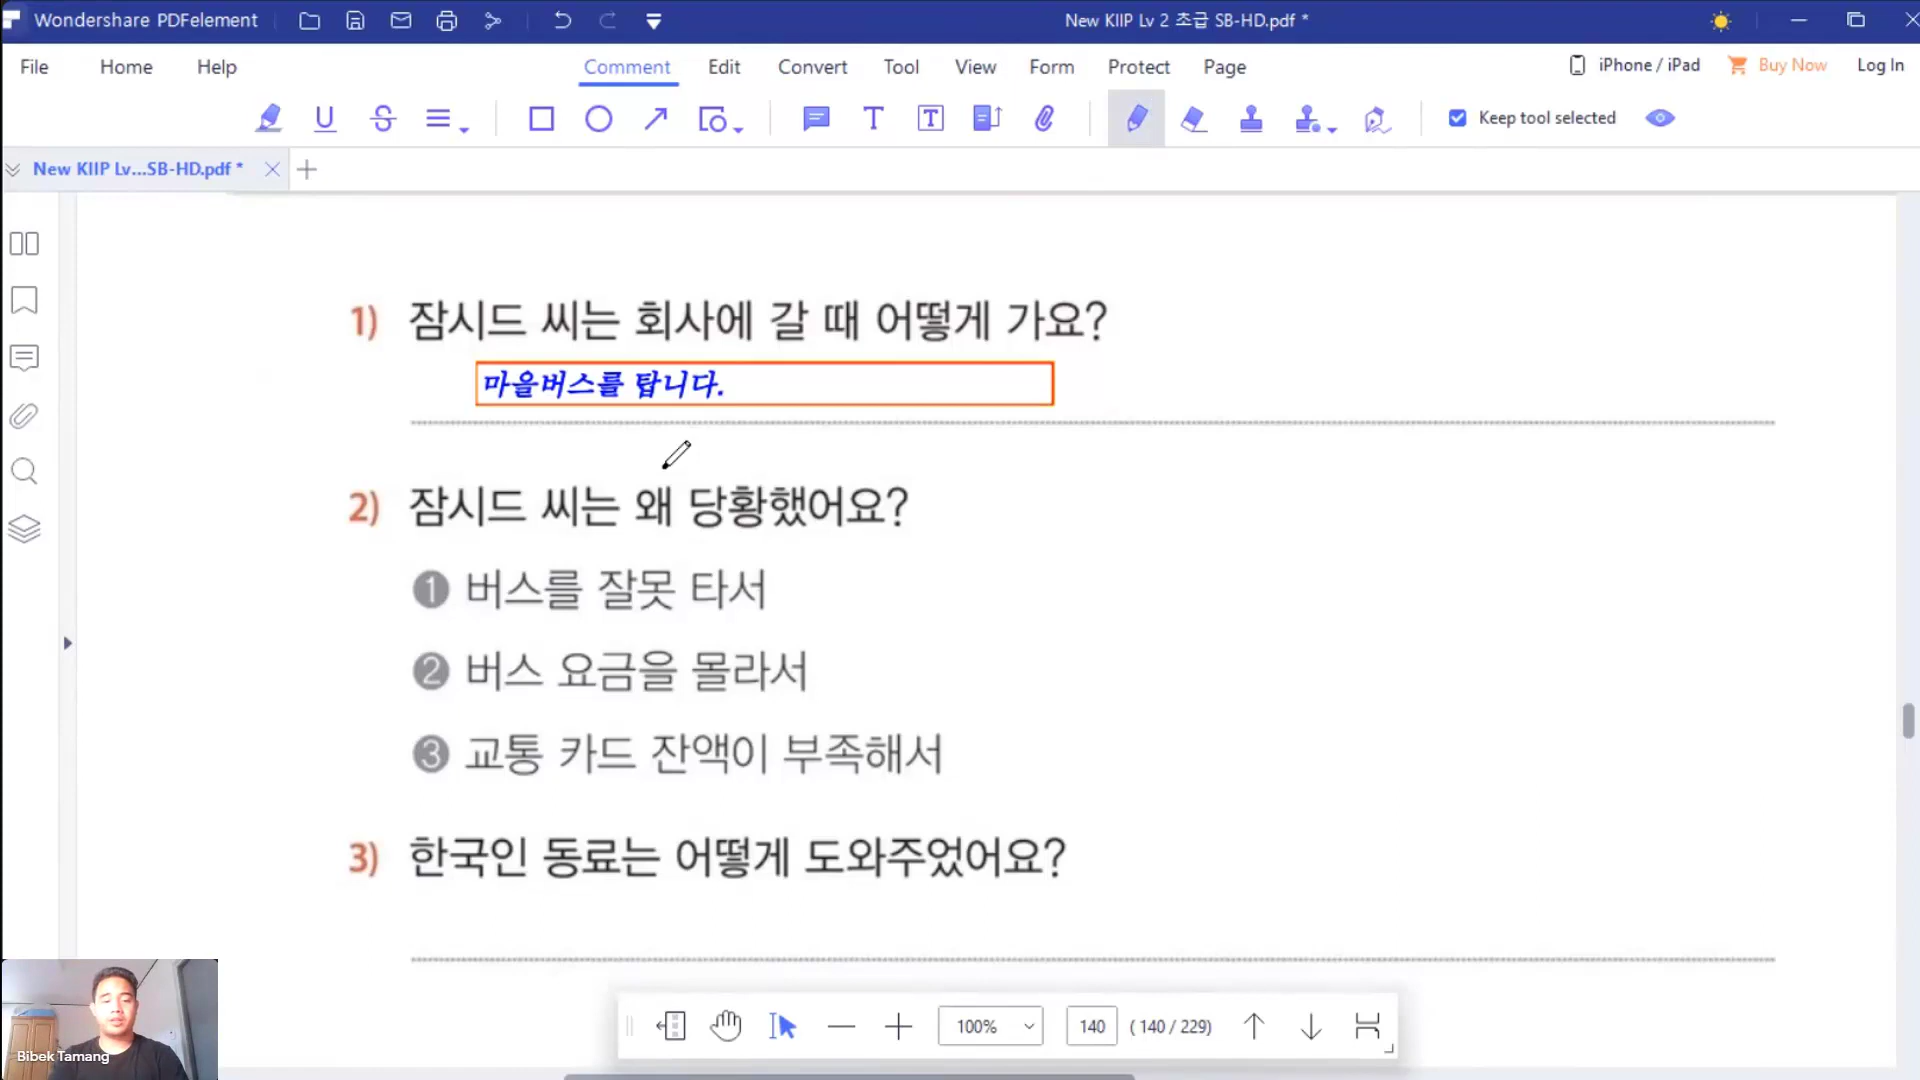 Wondershare PDFelement
New KIIP Lv 2 초급 SB-HD.pdf *
File Home Help Comment Edit Convert Tool View Form Protect Page iPhone / iPad Buy Now Log In
Keep tool selected
New KIIP Lv...SB-HD.pdf *
1) 잠시드 씨는 회사에 갈 때 어떻게 가요?
마을버스를 탑니다.
2) 잠시드 씨는 왜 당황했어요?
① 버스를 잘못 타서
② 버스 요금을 몰라서
③ 교통 카드 잔액이 부족해서
3) 한국인 동료는 어떻게 도와주었어요?
Bibek Tamang
100% 140 ( 140 / 229)